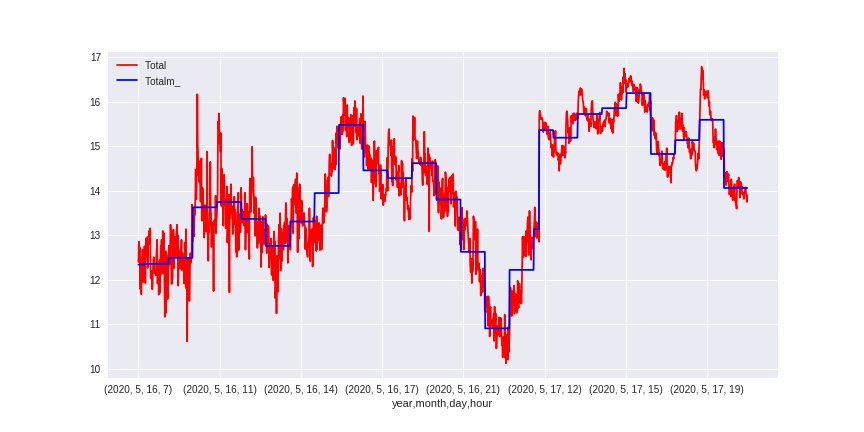 17
16
15
14
13
12
11
10
Total
Totalm_
(2020, 5, 16, 7) (2020, 5, 16, 11) (2020, 5, 16, 14) (2020, 5, 16, 17) (2020, 5, 16, 21) (2020, 5, 17, 12) (2020, 5, 17, 15) (2020, 5, 17, 19)
year,month,day,hour